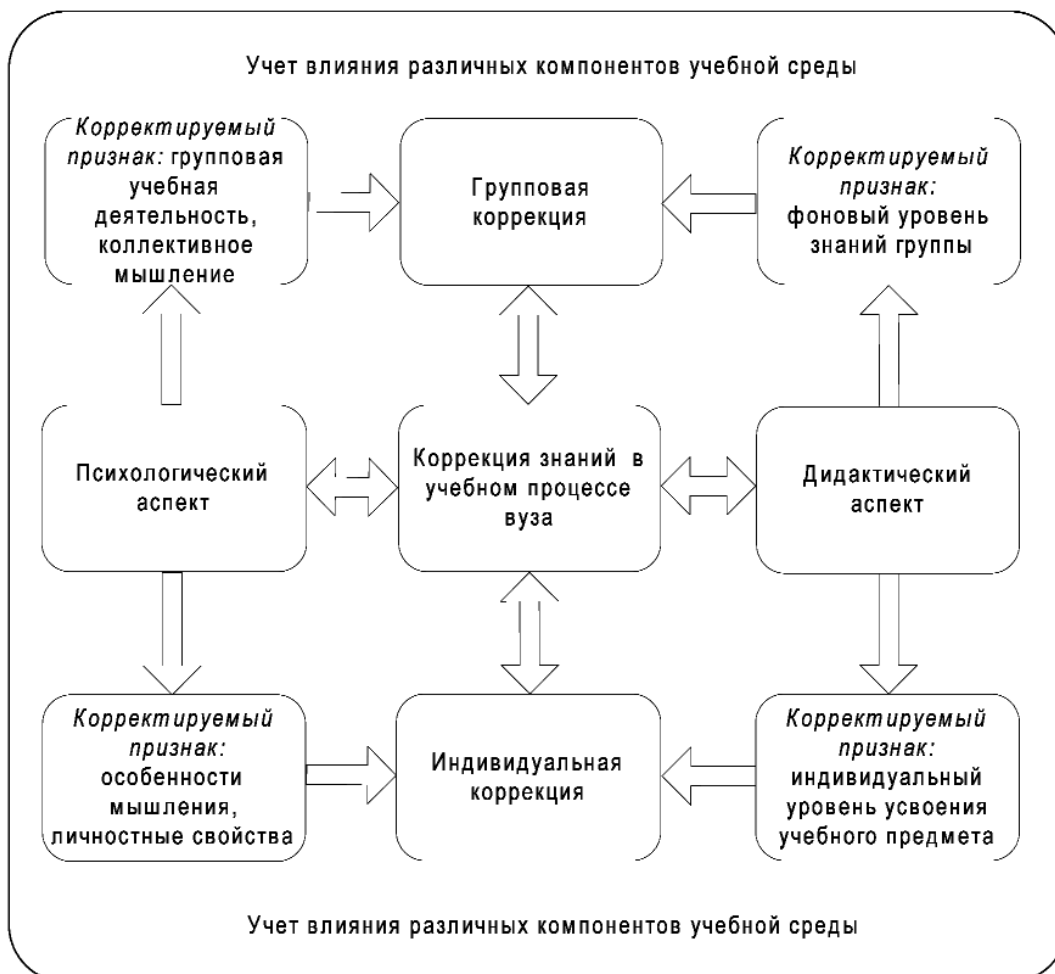 Учет влияния различных компонентов учебной среды
Корректируемый
признак: групповая
учебная
деятельность,
коллективное
мышление
Групповая
коррекция
Корректируемый
признак:
фоновый уровень
знаний группы
Психологический
аспект
Коррекция знаний в
учебном процессе
вуза
Дидактический
аспект
Корректируемый
признак:
особенности
мышления,
личностные свойства
Индивидуальная
коррекция
Корректируемый
признак:
индивидуальный
уровень усвоения
учебного предмета
Учет влияния различных компонентов учебной среды